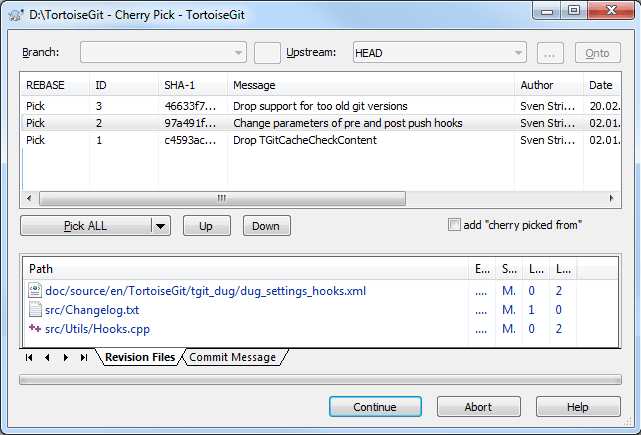 D:\TortoiseGit - Cherry Pick - TortoiseGit
Branch: Upstream: HEAD ... Onto
REBASE ID SHA-1 Message Author Date
Pick 3 46633f7... Drop support for too old git versions Sven Stri... 20.02.
Pick 2 97a491f... Change parameters of pre and post push hooks Sven Stri... 02.01.
Pick 1 c4593ac... Drop TGitCacheCheckContent Sven Stri... 02.01.
Pick ALL Up Down add "cherry picked from"
Path E... S... L... L...
doc/source/en/TortoiseGit/tgit_dug/dug_settings_hooks.xml .... M. 0 2
src/Changelog.txt .... M. 1 0
src/Utils/Hooks.cpp .... M. 0 2
Revision Files Commit Message
Continue Abort Help